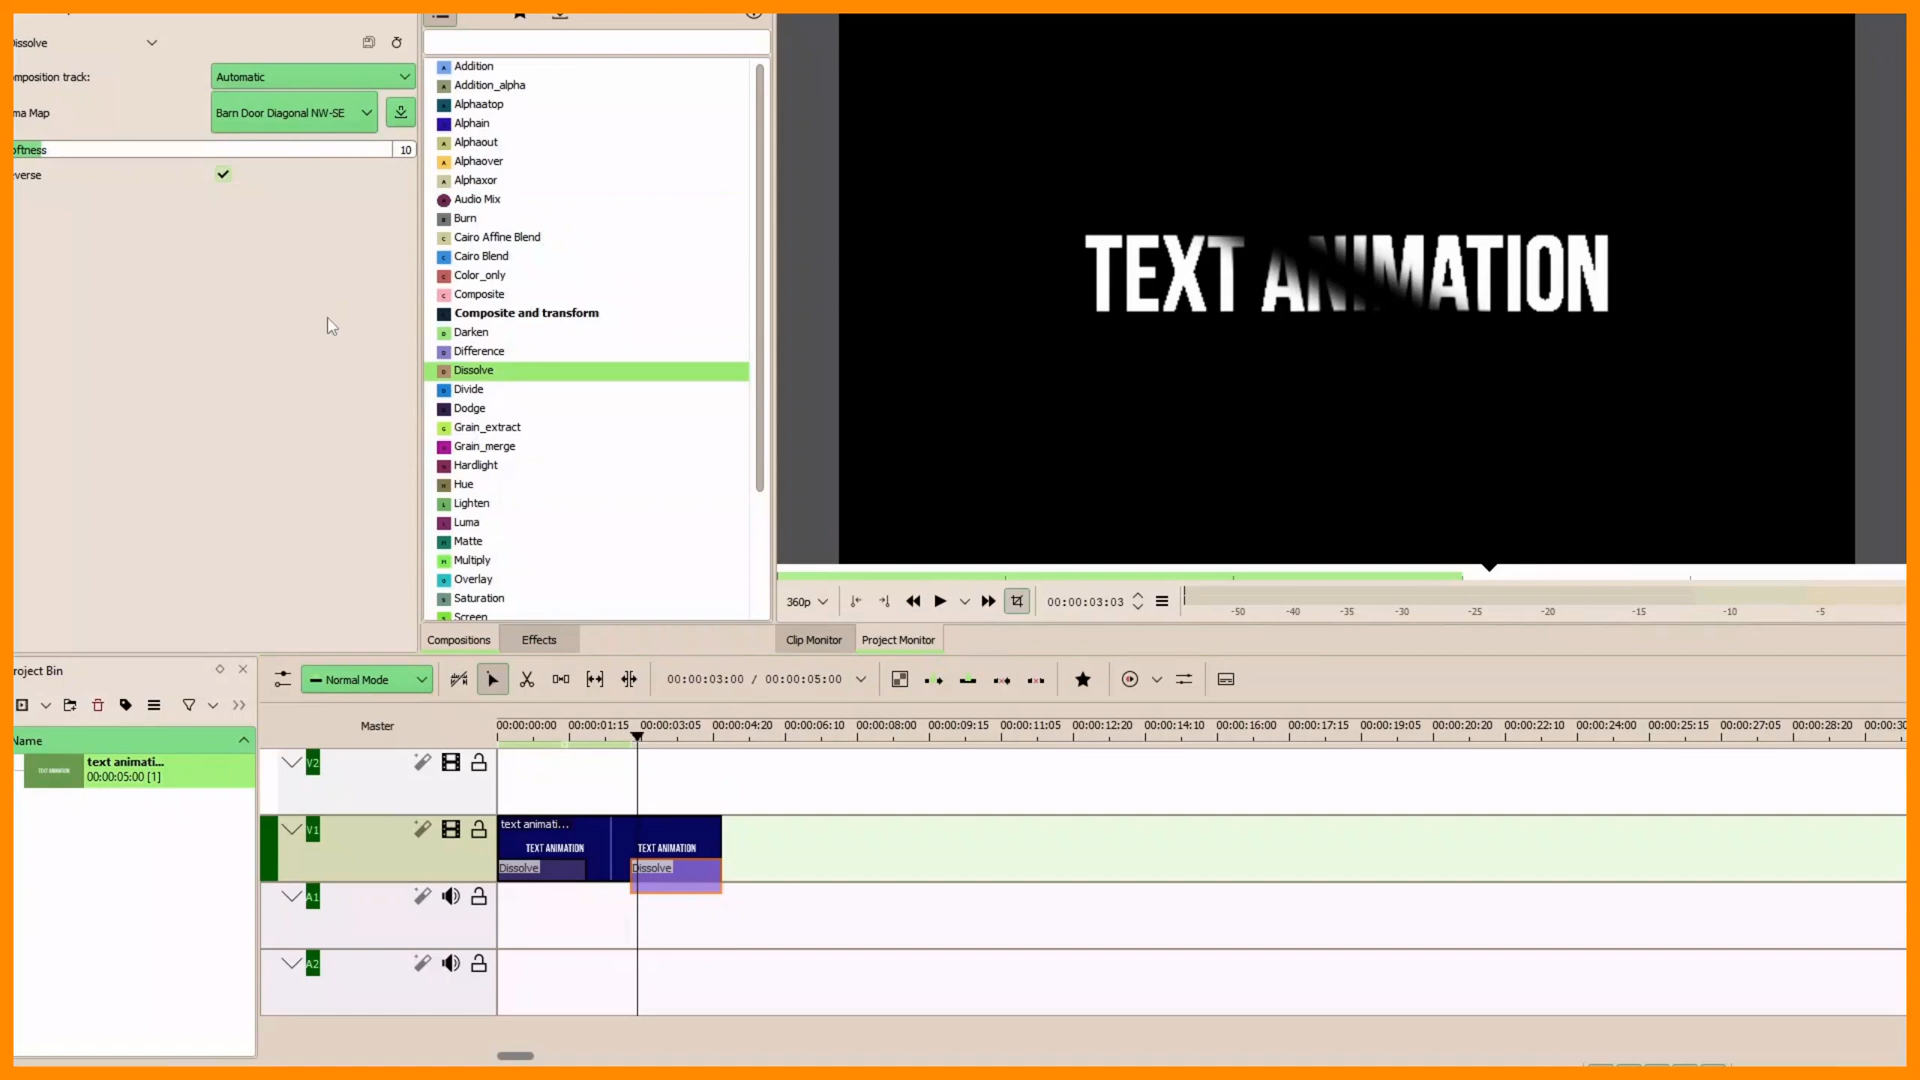 issolve
mposition track:
Automatic
ma Map
Barn Door Diagonal NW-SE
oftness
10
verse
Addition
Addition_alpha
Alphaatop
Alphain
Alphaout
Alphaover
Alphaxor
Audio Mix
Burn
Cairo Affine Blend
Cairo Blend
Color_only
Composite
Composite and transform
Darken
Difference
Dissolve
Divide
Dodge
Grain_extract
Grain_merge
Hardlight
Hue
Lighten
Luma
Matte
Multiply
Overlay
Saturation
Screen
Compositions
Effects
TEXT ANIMATION
360p
00:00:03:03
-50 -40 -35 -30 -25 -20 -15 -10 -5
Clip Monitor
Project Monitor
roject Bin
Name
TEXT ANIMATION
text animati...
00:00:05:00 [1]
Normal Mode
00:00:03:00 / 00:00:05:00
Master
00:00:00:00 00:00:01:15 00:00:03:05 00:00:04:20 00:00:06:10 00:00:08:00 00:00:09:15 00:00:11:05 00:00:12:20 00:00:14:10 00:00:16:00 00:00:17:15 00:00:19:05 00:00:20:20 00:00:22:10 00:00:24:00 00:00:25:15 00:00:27:05 00:00:28:20 00:00:30
V2
V1
text animati...
TEXT ANIMATION
TEXT ANIMATION
Dissolve
Dissolve
A1
A2